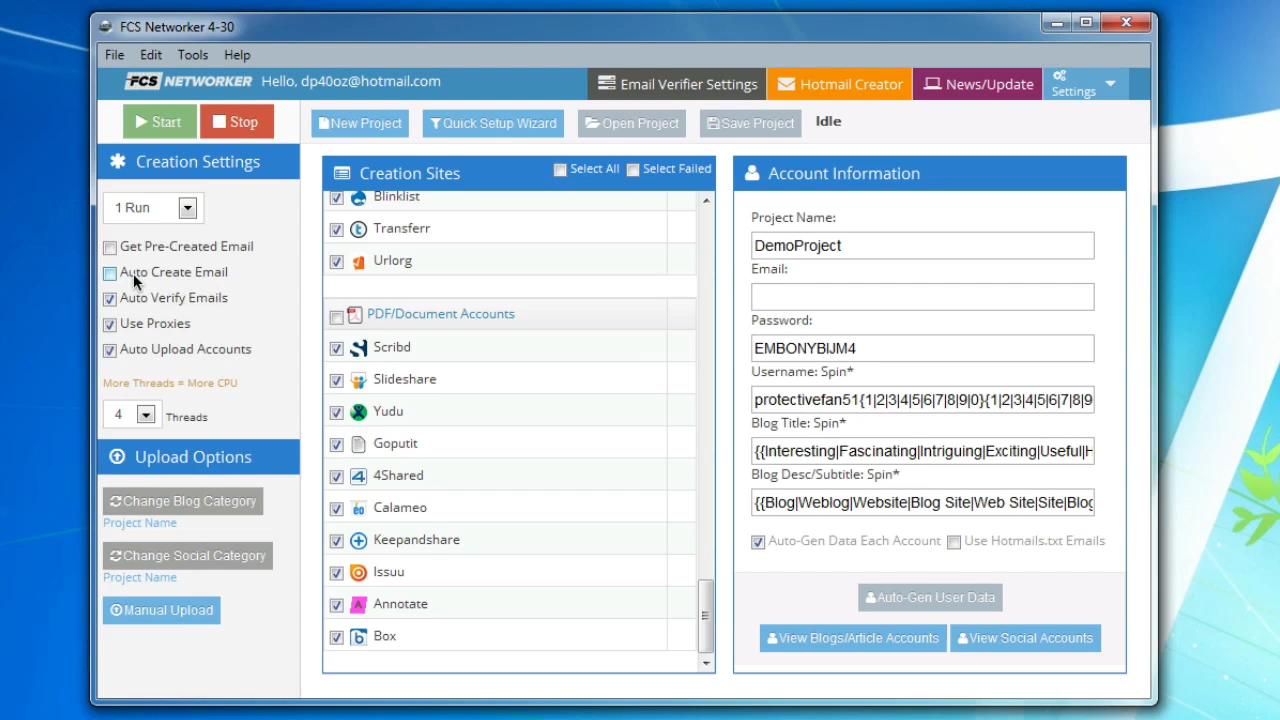 FCS Networker 4-30
File Edit Tools Help
FCS NETWORKER Hello, dp40oz@hotmail.com
Email Verifier Settings
Hotmail Creator
News/Update
Settings
Start
Stop
New Project
Quick Setup Wizard
Open Project
Save Project
Idle
Creation Settings
1 Run
Get Pre-Created Email
Auto Create Email
Auto Verify Emails
Use Proxies
Auto Upload Accounts
More Threads = More CPU
4 Threads
Upload Options
Change Blog Category
Project Name
Change Social Category
Project Name
Manual Upload
Creation Sites
Select All
Select Failed
Blinklist
Transferr
Urlorg
PDF/Document Accounts
Scribd
Slideshare
Yudu
Goputit
4Shared
Calameo
Keepandshare
Issuu
Annotate
Box
Account Information
Project Name:
DemoProject
Email:
Password:
EMBONYBIJM4
Username: Spin*
protectivefan51{1|2|3|4|5|6|7|8|9|0}{1|2|3|4|5|6|7|8|9
Blog Title: Spin*
{{Interesting|Fascinating|Intriguing|Exciting|Useful|H
Blog Desc/Subtitle: Spin*
{{Blog|Weblog|Website|Blog Site|Web Site|Site|Blog
Auto-Gen Data Each Account
Use Hotmails.txt Emails
Auto-Gen User Data
View Blogs/Article Accounts
View Social Accounts